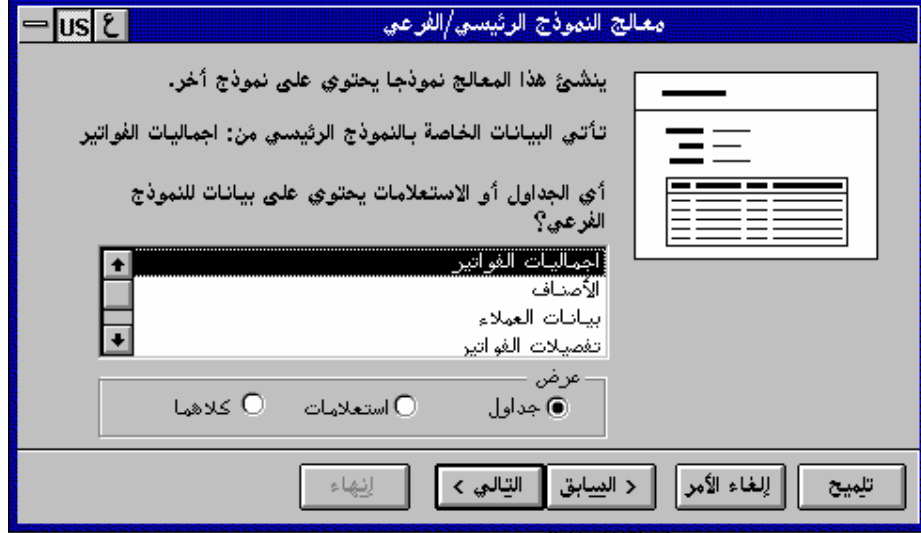 معالج النموذج الرئيسي/الفرعي
ع
US
ينشئ هذا المعالج نموذجا يحتوي على نموذج أخر.
تأتي البيانات الخاصة بالنموذج الرئيسي من: اجماليات الفواتير
أي الجداول أو الاستعلامات يحتوي على بيانات للنموذج
الفرعي؟
اجماليات الفواتير
الأصناف
بيانات العملاء
تفصيلات الفواتير
عرض
جداول استعلامات كلاهما
تلميح إلغاء الأمر < السابق التالي > إنهاء